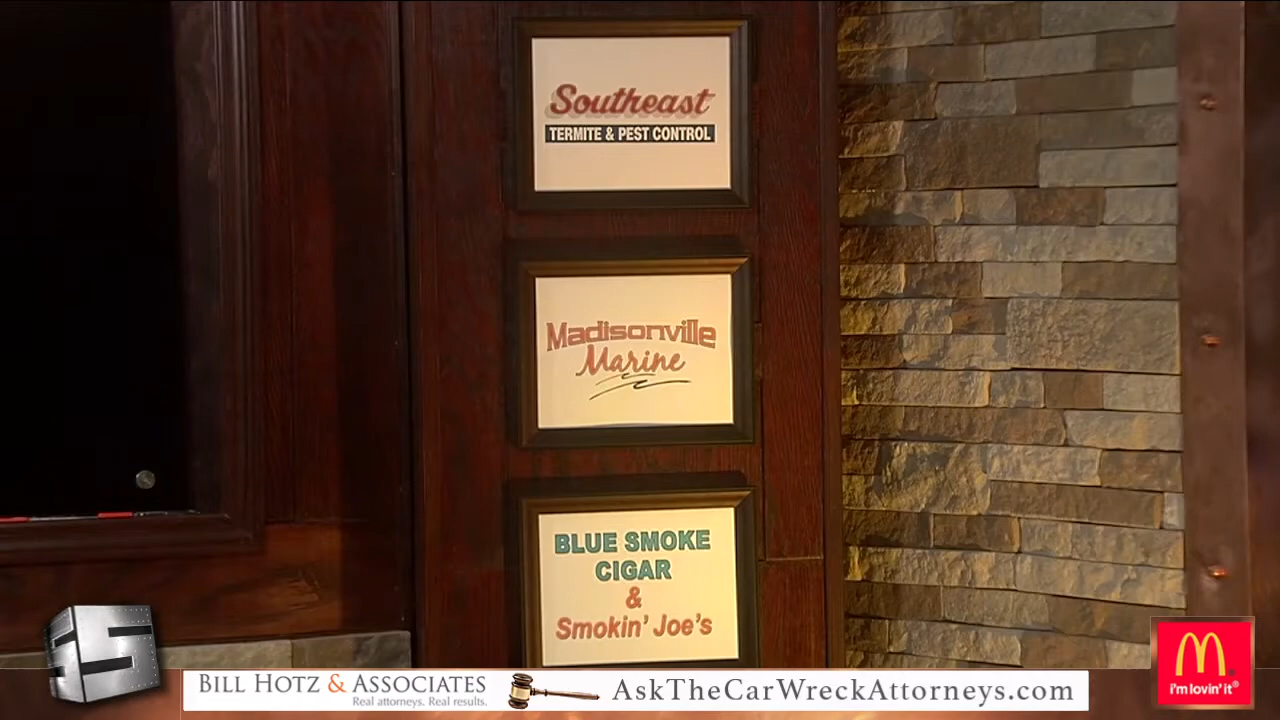 Southeast
TERMITE & PEST CONTROL
Madisonville
Marine
BLUE SMOKE
CIGAR
&
Smokin' Joe's
BILL HOTZ & ASSOCIATES
Real attorneys. Real results.
ASKTHECARWRECKATTORNEYS.COM
i'm lovin' it®